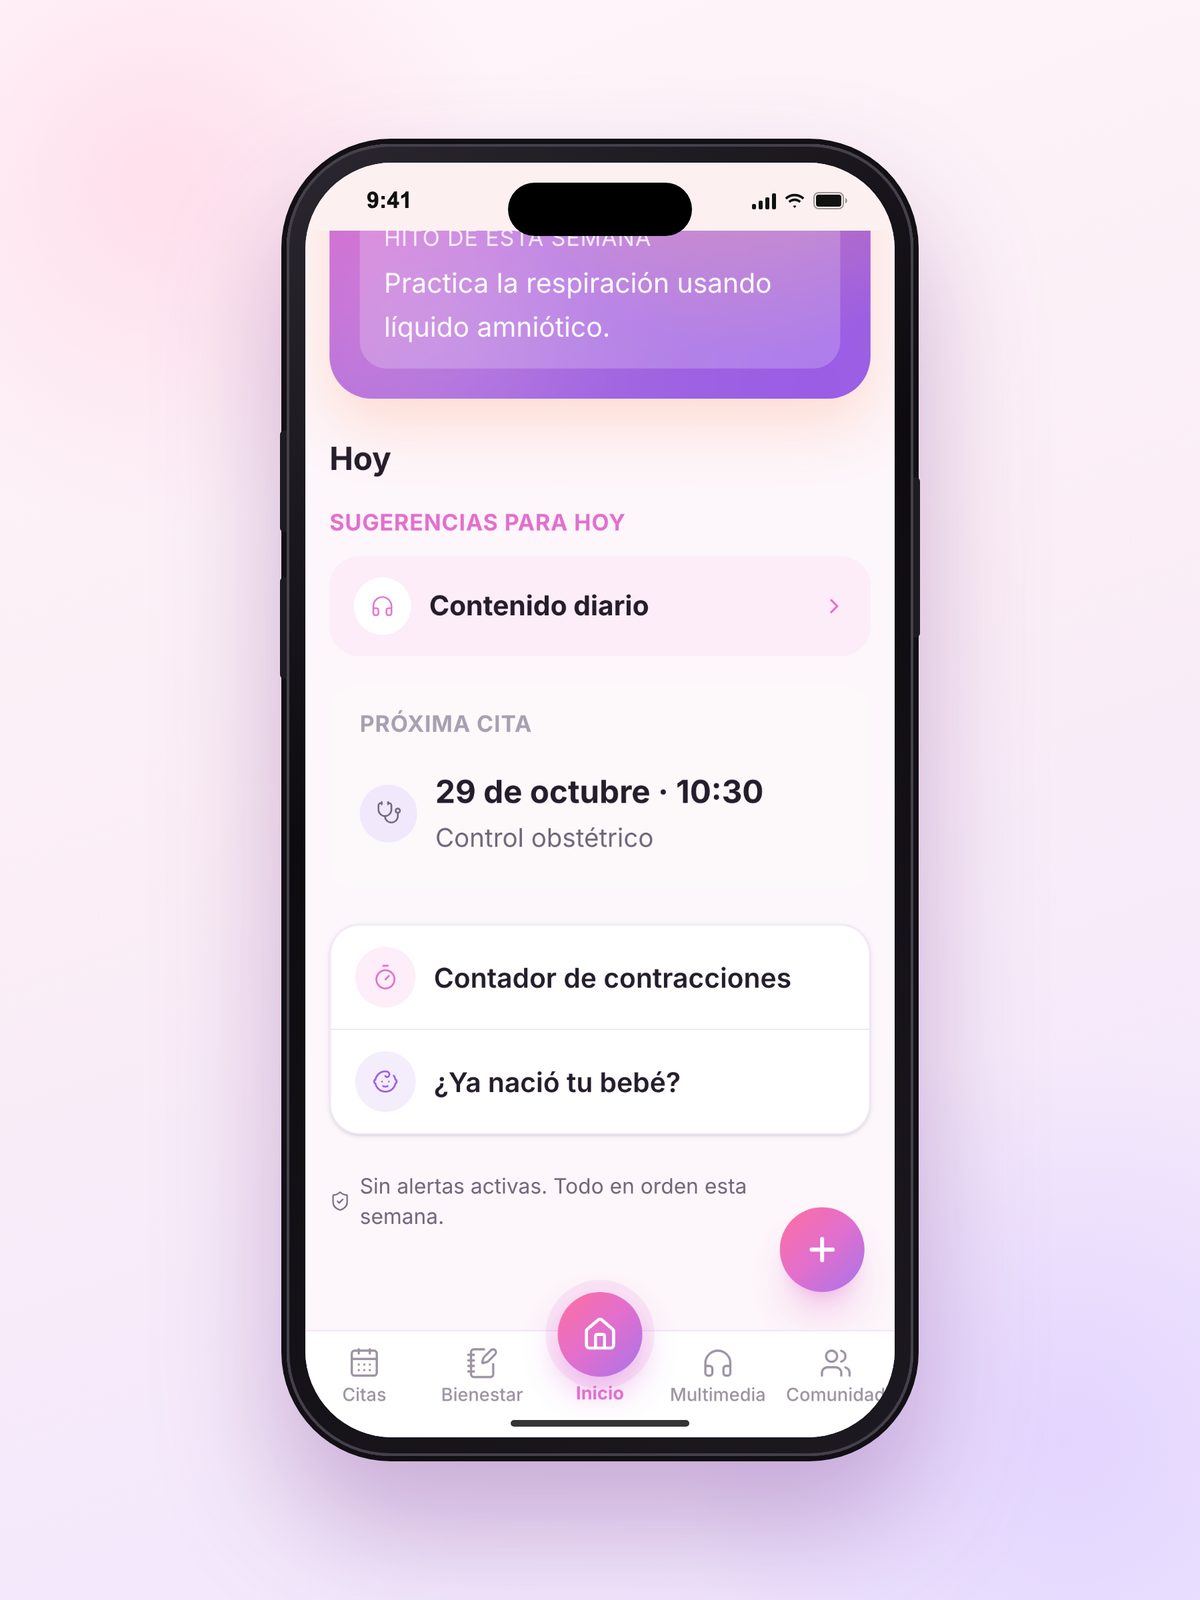 9:41
HITO DE ESTA SEMANA
Practica la respiración usando
líquido amniótico.
Hoy
SUGERENCIAS PARA HOY
Contenido diario
PRÓXIMA CITA
29 de octubre · 10:30
Control obstétrico
Contador de contracciones
¿Ya nació tu bebé?
Sin alertas activas. Todo en orden esta
semana.
Citas
Bienestar
Inicio
Multimedia
Comunidad